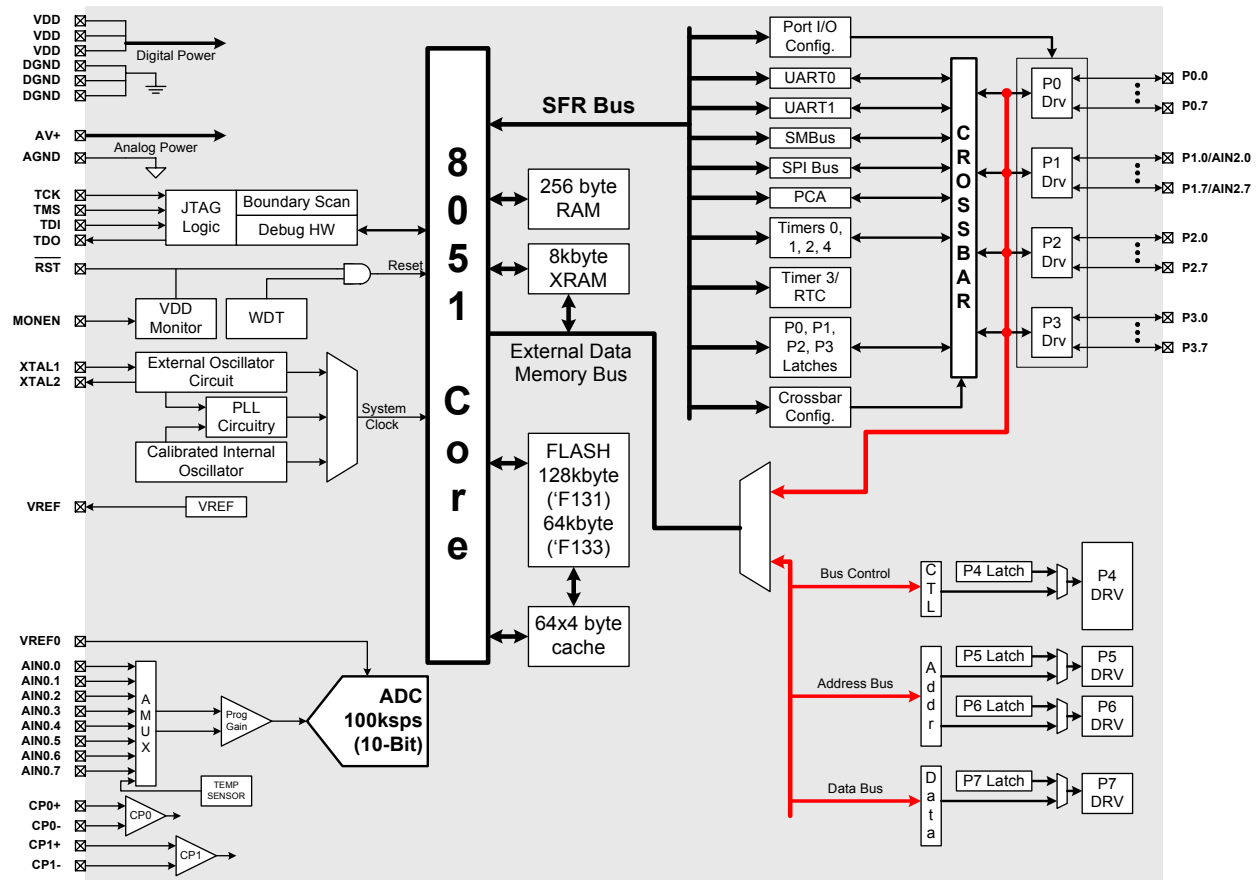 VDD
VDD
VDD
DGND
DGND
DGND
Digital Power
AV+
AGND
Analog Power
TCK
TMS
TDI
TDO
JTAG
Logic
Boundary Scan
Debug HW
RST
Reset
MONEN
VDD
Monitor
WDT
XTAL1
XTAL2
External Oscillator
Circuit
PLL
Circuitry
Calibrated Internal
Oscillator
System
Clock
VREF
VREF
VREF0
AIN0.0
AIN0.1
AIN0.2
AIN0.3
AIN0.4
AIN0.5
AIN0.6
AIN0.7
AMUX
Prog
Gain
ADC
100ksps
(10-Bit)
TEMP
SENSOR
CP0+
CP0-
CP0
CP1+
CP1-
CP1
8051 Core
SFR Bus
256 byte
RAM
8kbyte
XRAM
External Data
Memory Bus
FLASH
128kbyte
('F131)
64kbyte
('F133)
64x4 byte
cache
Port I/O
Config.
UART0
UART1
SMBus
SPI Bus
PCA
Timers 0,
1, 2, 4
Timer 3/
RTC
P0, P1,
P2, P3
Latches
Crossbar
Config.
CROSSBAR
P0
Drv
P1
Drv
P2
Drv
P3
Drv
P0.0
P0.7
P1.0/AIN2.0
P1.7/AIN2.7
P2.0
P2.7
P3.0
P3.7
Bus Control
CTL
P4 Latch
P4
DRV
Address Bus
Addr
P5 Latch
P5
DRV
P6 Latch
P6
DRV
Data Bus
Data
P7 Latch
P7
DRV